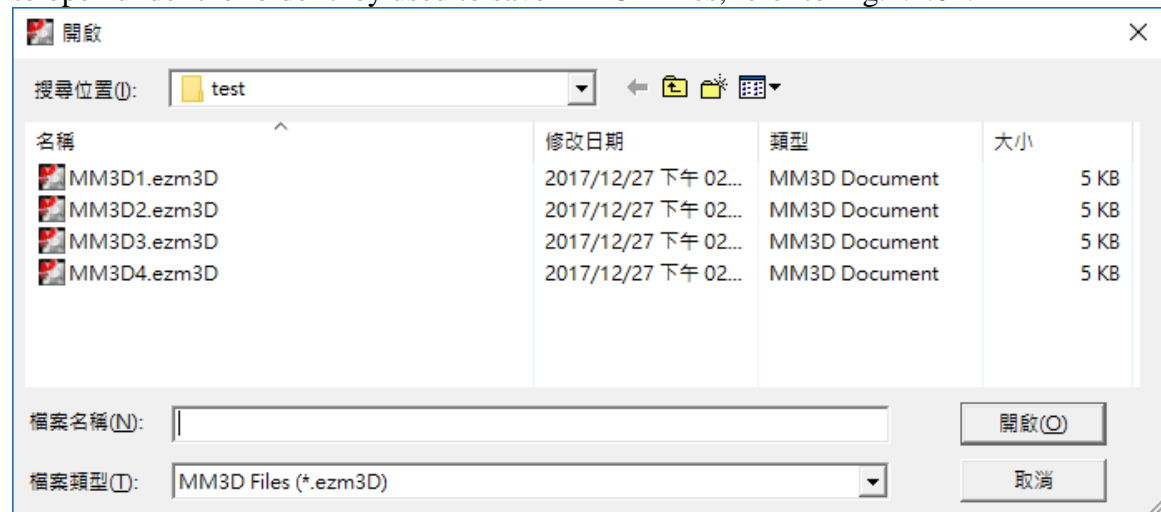 開啟
搜尋位置(I): test
名稱 修改日期 類型 大小
MM3D1.ezm3D 2017/12/27 下午 02... MM3D Document 5 KB
MM3D2.ezm3D 2017/12/27 下午 02... MM3D Document 5 KB
MM3D3.ezm3D 2017/12/27 下午 02... MM3D Document 5 KB
MM3D4.ezm3D 2017/12/27 下午 02... MM3D Document 5 KB
檔案名稱(N): 開啟(O)
檔案類型(T): MM3D Files (*.ezm3D) 取消